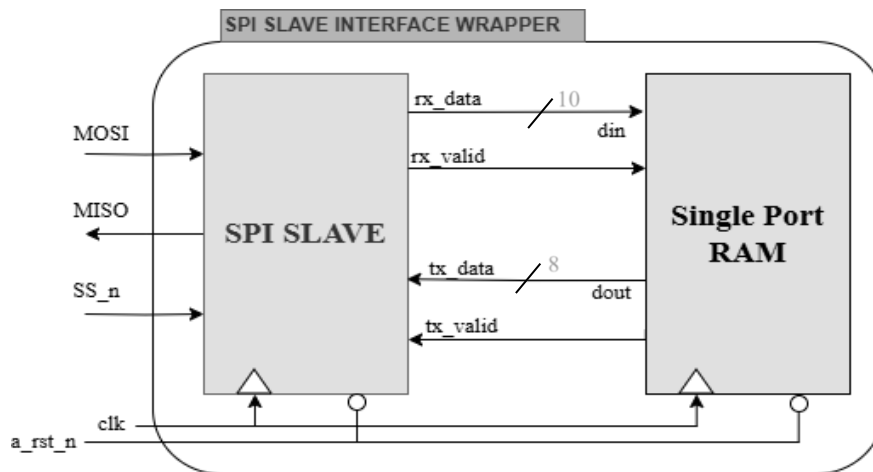 SPI SLAVE INTERFACE WRAPPER
rx_data
10
din
MOSI
rx_valid
MISO
SPI SLAVE
Single Port
RAM
tx_data
8
dout
SS_n
tx_valid
clk
a_rst_n